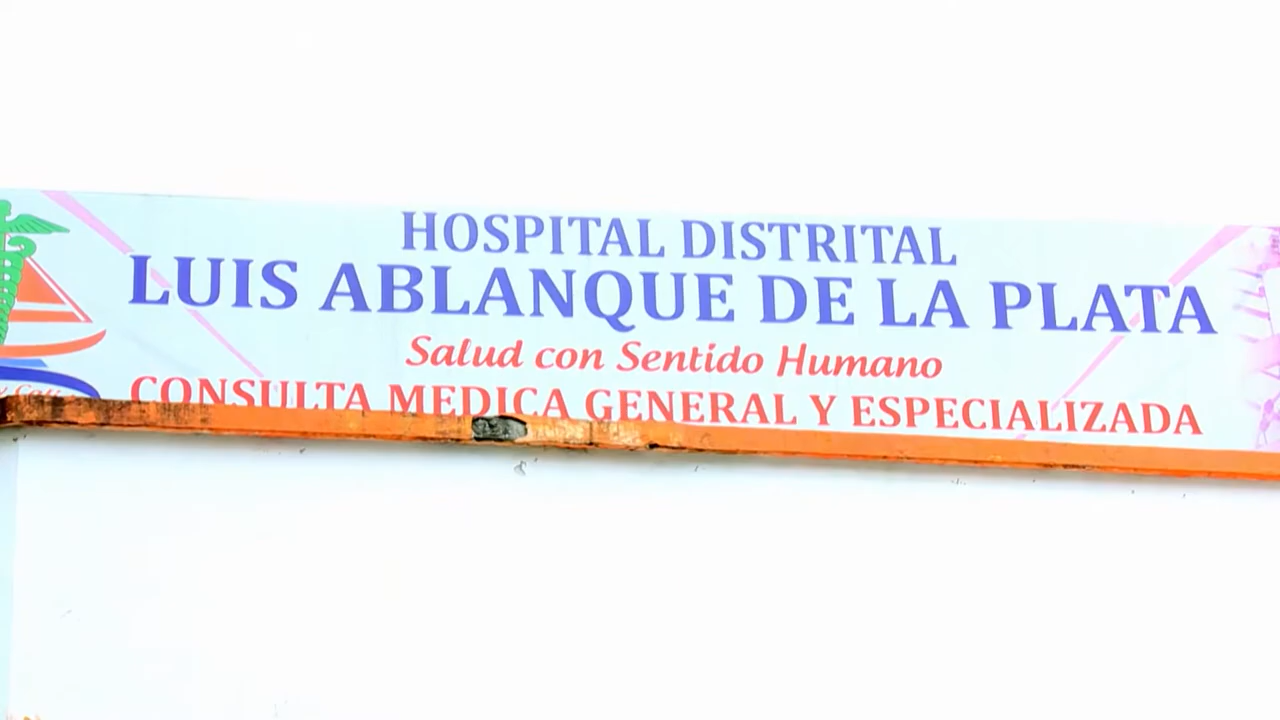 HOSPITAL DISTRITAL
LUIS ABLANQUE DE LA PLATA
Salud con Sentido Humano
CONSULTA MEDICA GENERAL Y ESPECIALIZADA